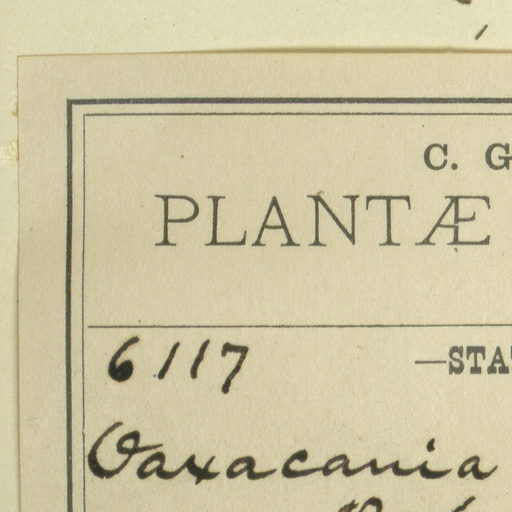 C. G
PLANTÆ
6117 —STA
Oaxacania